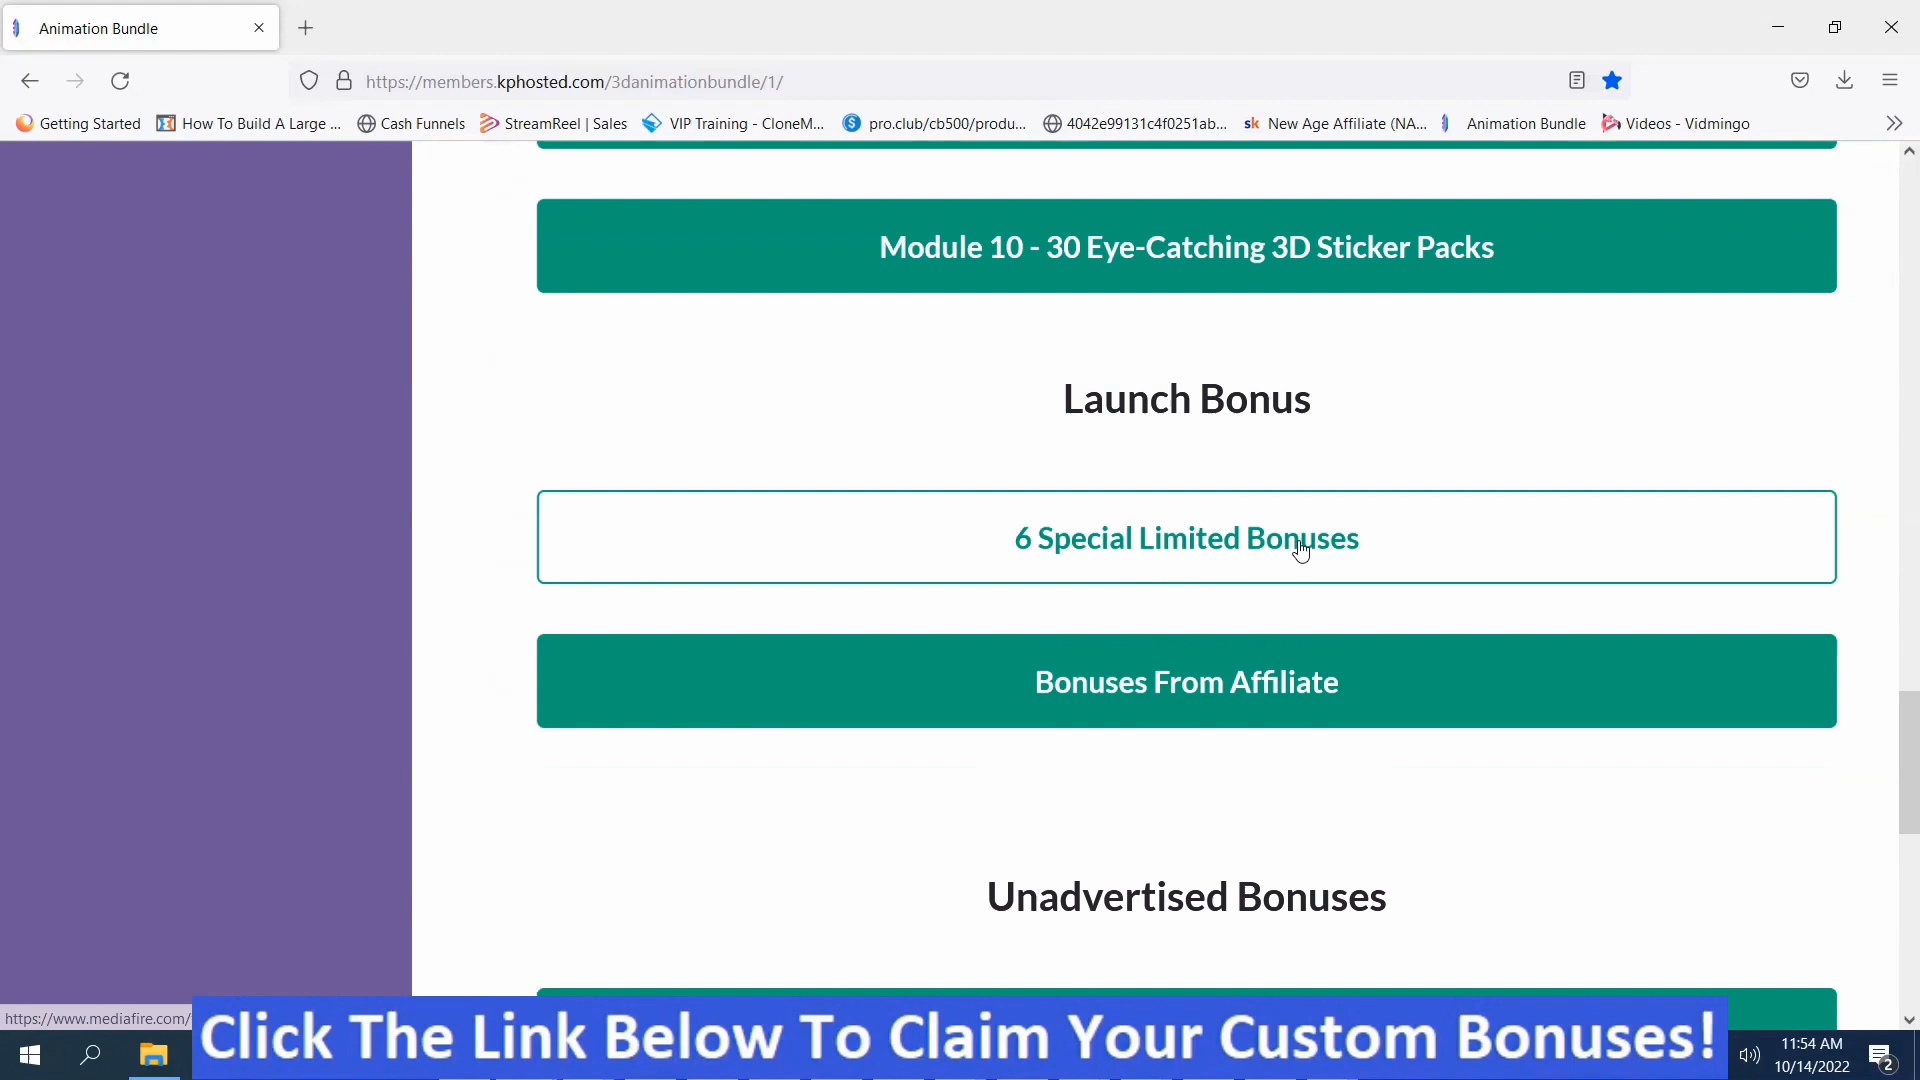 Animation Bundle
https://members.kphosted.com/3danimationbundle/1/
Getting Started
How To Build A Large ...
Cash Funnels
StreamReel | Sales
VIP Training - CloneM...
pro.club/cb500/produ...
4042e99131c4f0251ab...
sk New Age Affiliate (NA...
Animation Bundle
Videos - Vidmingo
Module 10 - 30 Eye-Catching 3D Sticker Packs
Launch Bonus
6 Special Limited Bonuses
Bonuses From Affiliate
Unadvertised Bonuses
https://www.mediafire.com/
Click The Link Below To Claim Your Custom Bonuses!
11:54 AM
10/14/2022
2